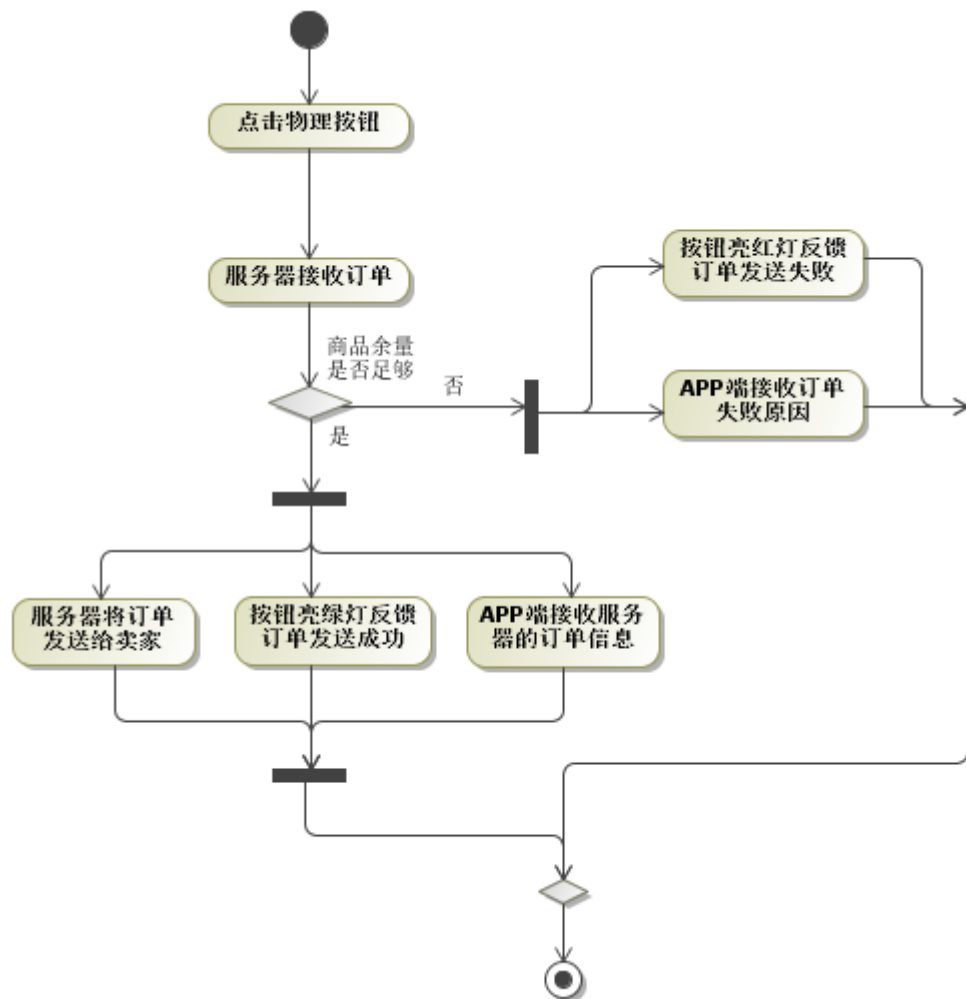 点击物理按钮
服务器接收订单
按钮亮红灯反馈
订单发送失败
商品余量
是否足够
否
APP端接收订单
失败原因
是
服务器将订单
发送给卖家
按钮亮绿灯反馈
订单发送成功
APP端接收服务
器的订单信息